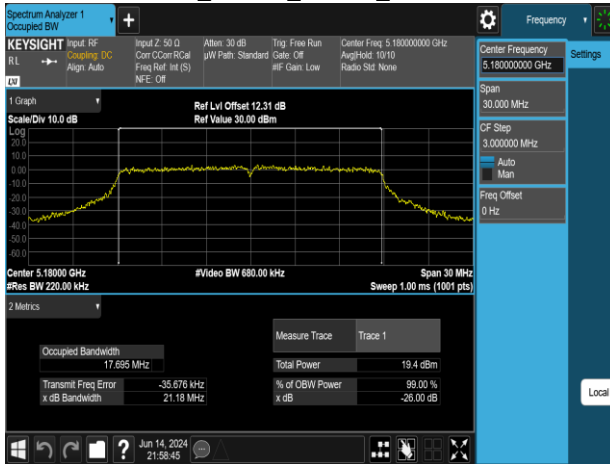 Spectrum Analyzer 1
Occupied BW
Frequency
KEYSIGHT
Input: RF
Coupling: DC
Align: Auto
Input Z: 50 Ω
Corr CCorr RCal
Freq Ref: Int (S)
NFE: Off
Atten: 30 dB
µW Path: Standard
Trig: Free Run
Gate: Off
#IF Gain: Low
Center Freq: 5.180000000 GHz
Avg|Hold: 10/10
Radio Std: None
RL
LXI
Center Frequency
5.180000000 GHz
Settings
Span
30.000 MHz
CF Step
3.000000 MHz
Auto
Man
Freq Offset
0 Hz
1 Graph
Scale/Div 10.0 dB
Ref Lvl Offset 12.31 dB
Ref Value 30.00 dBm
Log
20.0
10.0
0.00
-10.0
-20.0
-30.0
-40.0
-50.0
-60.0
Center 5.18000 GHz
#Video BW 680.00 kHz
Span 30 MHz
#Res BW 220.00 kHz
Sweep 1.00 ms (1001 pts)
2 Metrics
Measure Trace
Trace 1
Occupied Bandwidth
17.695 MHz
Total Power
19.4 dBm
Transmit Freq Error
-35.676 kHz
% of OBW Power
99.00 %
x dB Bandwidth
21.18 MHz
x dB
-26.00 dB
Local
?
Jun 14, 2024
21:58:45